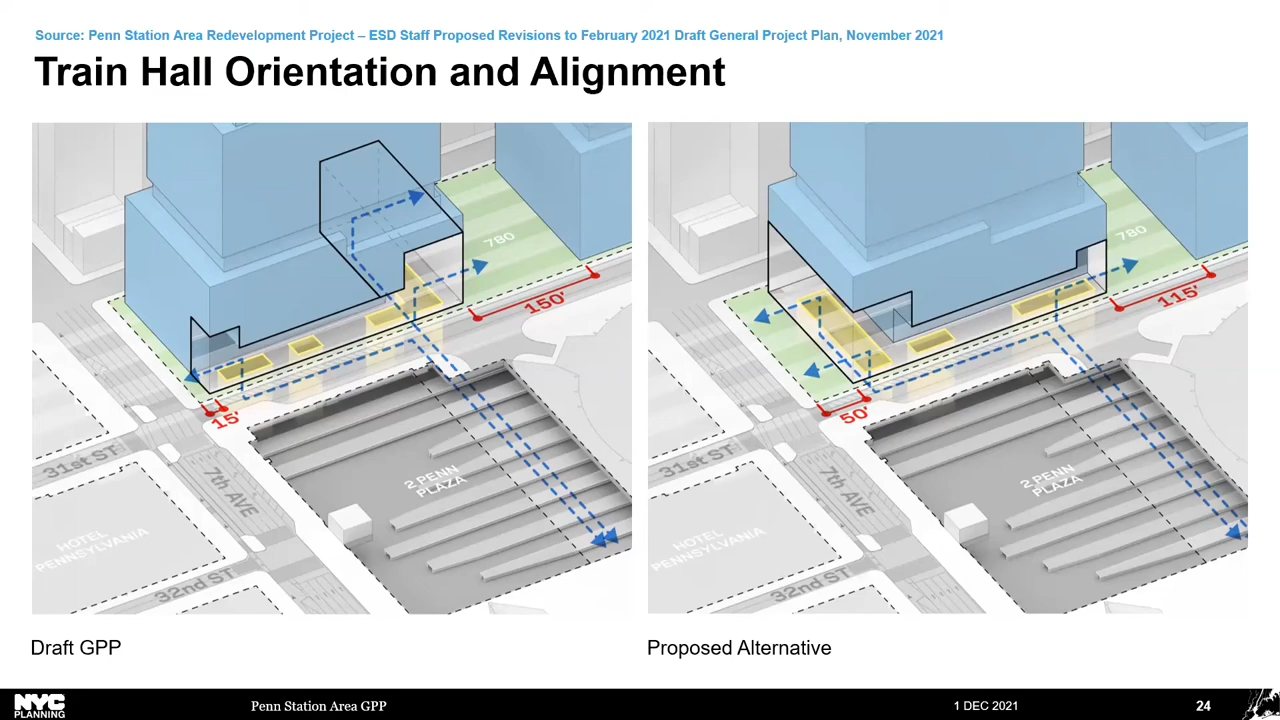 Source: Penn Station Area Redevelopment Project – ESD Staff Proposed Revisions to February 2021 Draft General Project Plan, November 2021
Train Hall Orientation and Alignment
780
150'
15'
31st ST
7th AVE
2 PENN
PLAZA
HOTEL
PENNSYLVANIA
32nd ST
780
115'
50'
31st ST
7th AVE
2 PENN
PLAZA
HOTEL
PENNSYLVANIA
32nd ST
Draft GPP
Proposed Alternative
NYC
PLANNING
Penn Station Area GPP
1 DEC 2021
24